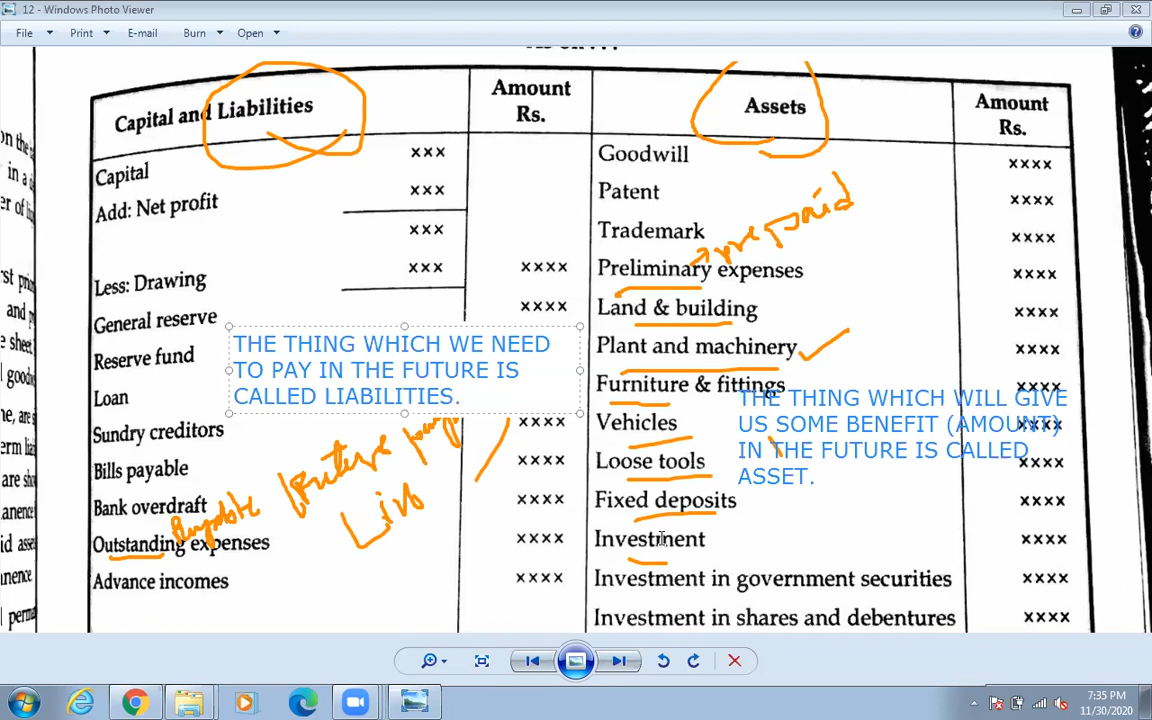 12 - Windows Photo Viewer
File Print E-mail Burn Open
Capital and Liabilities Amount Rs. Assets Amount Rs.
Capital xxx Goodwill xxxx
Add: Net profit xxx Patent xxxx
xxx Trademark xxxx
prepaid
Less: Drawing xxx xxxx Preliminary expenses xxxx
General reserve xxxx Land & building xxxx
Reserve fund Plant and machinery xxxx
Loan Furniture & fittings xxxx
Sundry creditors xxxx Vehicles xxxx
Bills payable xxxx Loose tools xxxx
Bank overdraft xxxx Fixed deposits xxxx
Outstanding expenses xxxx Investment xxxx
Advance incomes xxxx Investment in government securities xxxx
Investment in shares and debentures xxxx
THE THING WHICH WE NEED
TO PAY IN THE FUTURE IS
CALLED LIABILITIES.
THE THING WHICH WILL GIVE
US SOME BENEFIT (AMOUNT)
IN THE FUTURE IS CALLED
ASSET.
future
7:35 PM
11/30/2020